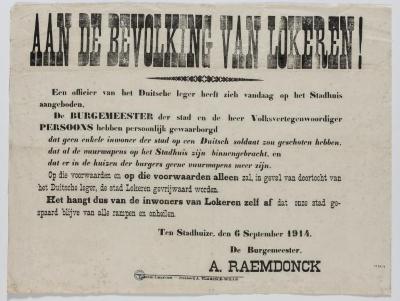 AAN DE BEVOLKING VAN LOKEREN!
Een officier van het Duitsche leger heeft zich vandaag op het Stadhuis
aangeboden.
De BURGEMEESTER der stad en de heer Volksvertegenwoordiger
PERSOONS hebben persoonlijk gewaarborgd
dat geen enkele inwoner der stad op een Duitsch soldaat zou geschoten hebben,
dat al de vuurwapens op het Stadhuis zijn binnengebracht, en
dat er in de huizen der burgers geene vuurwapens meer zijn.
Op die voorwaarden en op die voorwaarden alleen zal, in geval van doortocht van
het Duitsche leger, de stad Lokeren gevrijwaard worden.
Het hangt dus van de inwoners van Lokeren zelf af dat onze stad ge-
spaard blijve van alle rampen en onheilen.
Ten Stadhuize, den 6 September 1914.
De Burgemeester,
A. RAEMDONCK